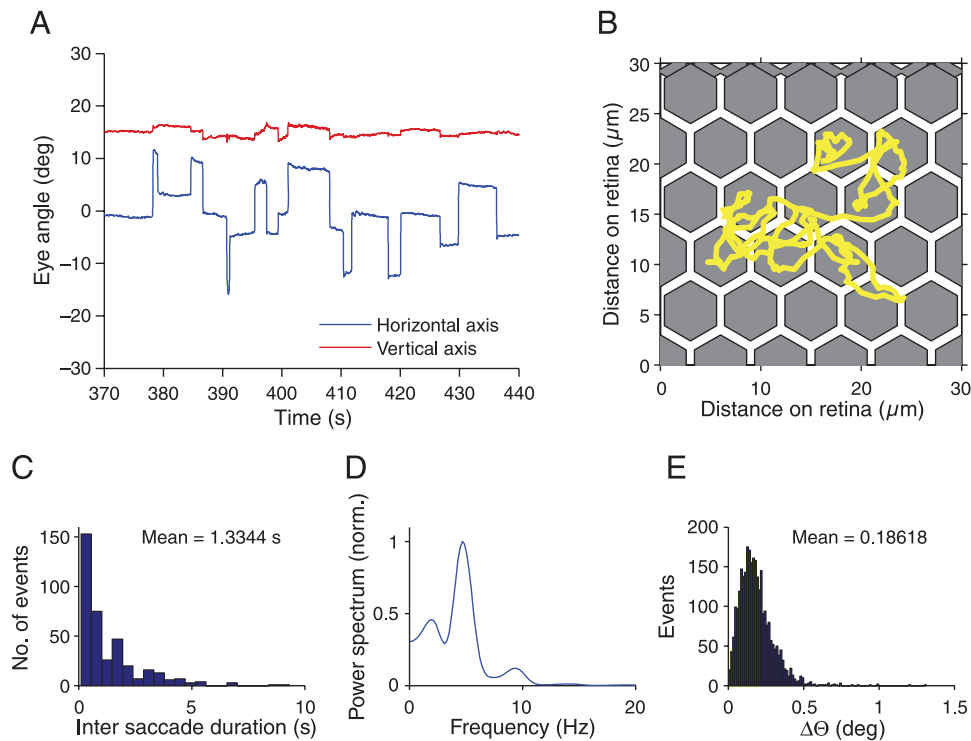 A
30
20
10
0
–10
–20
–30
Eye angle (deg)
Horizontal axis
Vertical axis
370
380
390
400
410
420
430
440
Time (s)
B
30
25
20
15
10
5
0
Distance on retina (µm)
0
10
20
30
Distance on retina (µm)
C
Mean = 1.3344 s
150
100
50
0
No. of events
0
5
10
Inter saccade duration (s)
D
1
0.5
0
Power spectrum (norm.)
0
10
20
Frequency (Hz)
E
Mean = 0.18618
200
150
100
50
0
Events
0
0.5
1
1.5
ΔΘ (deg)